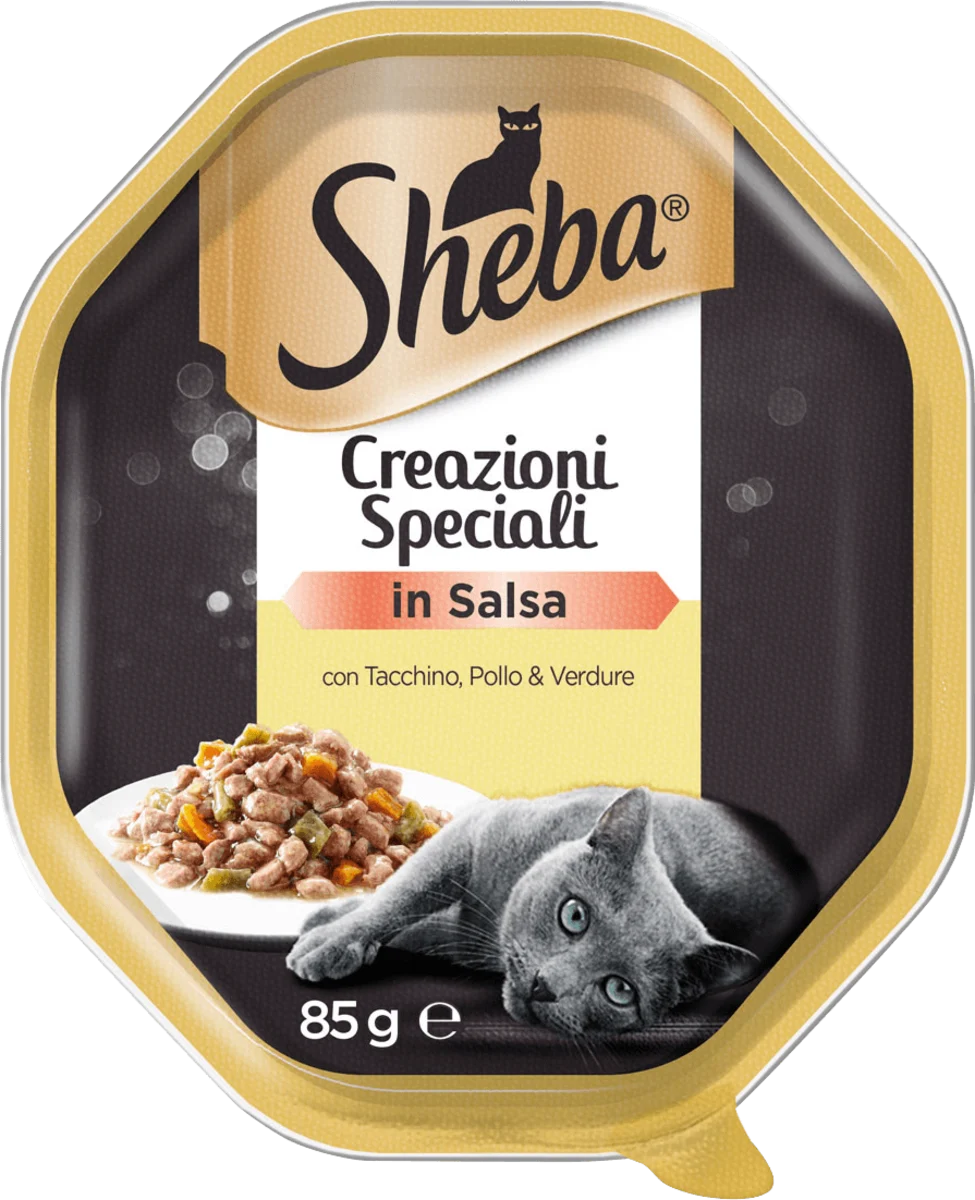 Sheba®
Creazioni
Speciali
in Salsa
con Tacchino, Pollo & Verdure
85 g ℮